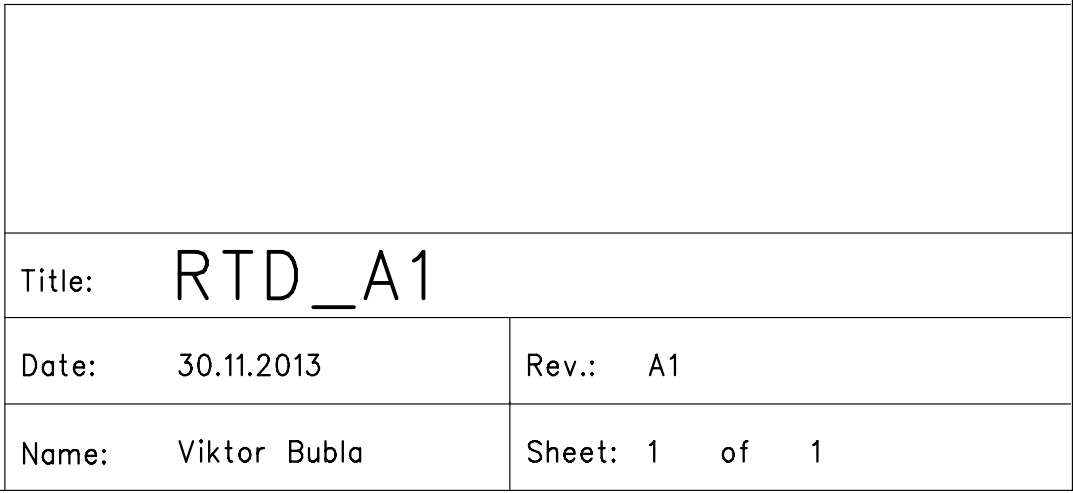 Title: RTD_A1
Date: 30.11.2013 Rev.: A1
Name: Viktor Bubla Sheet: 1 of 1